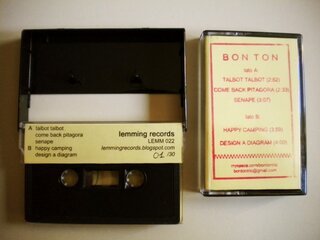 A talbot talbot
come back pitagora
senape
B happy camping
design a diagram
lemming records
LEMM 022
lemmingrecords.blogspot.com
01 /30
BON TON
lato A:
TALBOT TALBOT (2:52)
COME BACK PITAGORA (2:33)
SENAPE (2:07)
lato B:
HAPPY CAMPING (3:59)
DESIGN A DIAGRAM